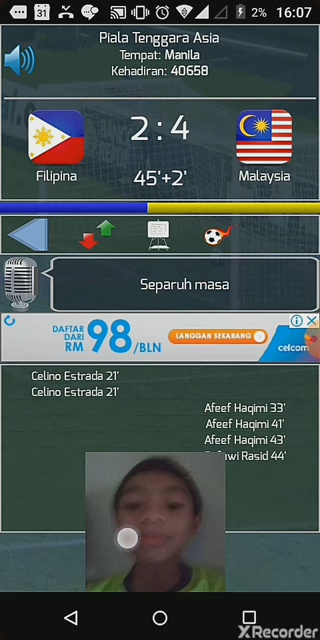 31
2% 16:07
Piala Tenggara Asia
Tempat: Manila
Kehadiran: 40658
2 : 4
Filipina
45'+2'
Malaysia
Separuh masa
DAFTAR
DARI
RM 98/BLN
LANGGAN SEKARANG
celcom
Celino Estrada 21'
Celino Estrada 21'
Afeef Haqimi 33'
Afeef Haqimi 41'
Afeef Haqimi 43'
Rasid 44'
XRecorder